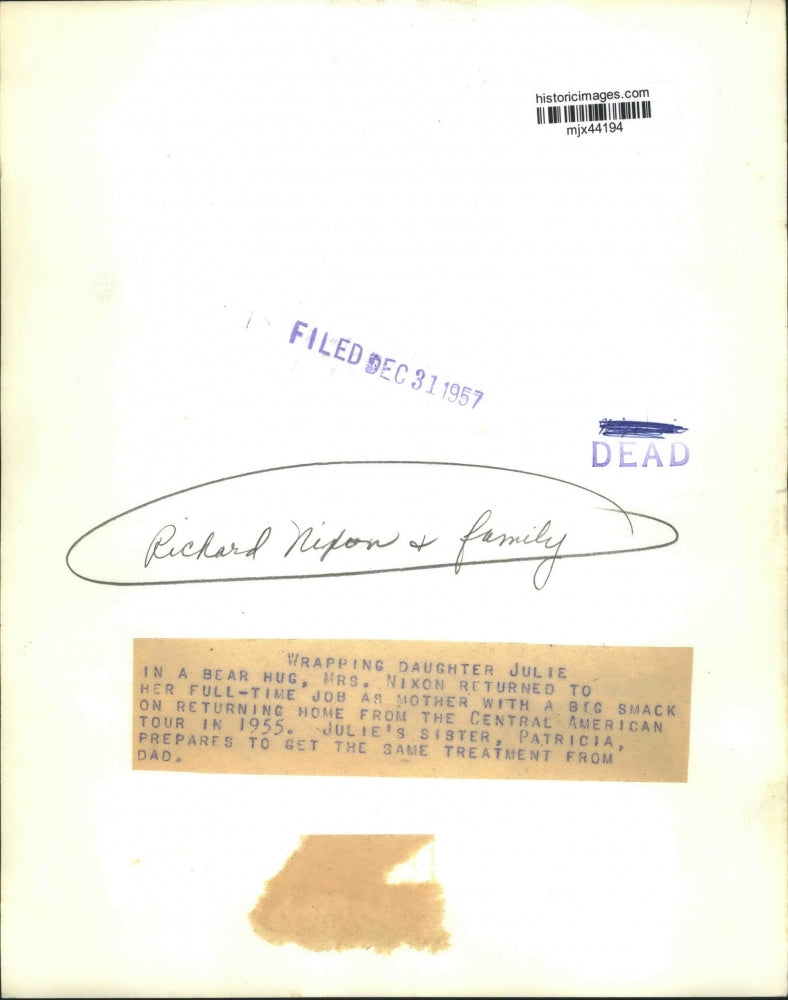 historicimages.com
mjx44194
FILED DEC 31 1957
DEAD
Richard Nixon & family
WRAPPING DAUGHTER JULIE
IN A BEAR HUG, MRS. NIXON RETURNED TO
HER FULL-TIME JOB AS MOTHER WITH A BIG SMACK
ON RETURNING HOME FROM THE CENTRAL AMERICAN
TOUR IN 1955. JULIE'S SISTER, PATRICIA,
PREPARES TO GET THE SAME TREATMENT FROM
DAD.